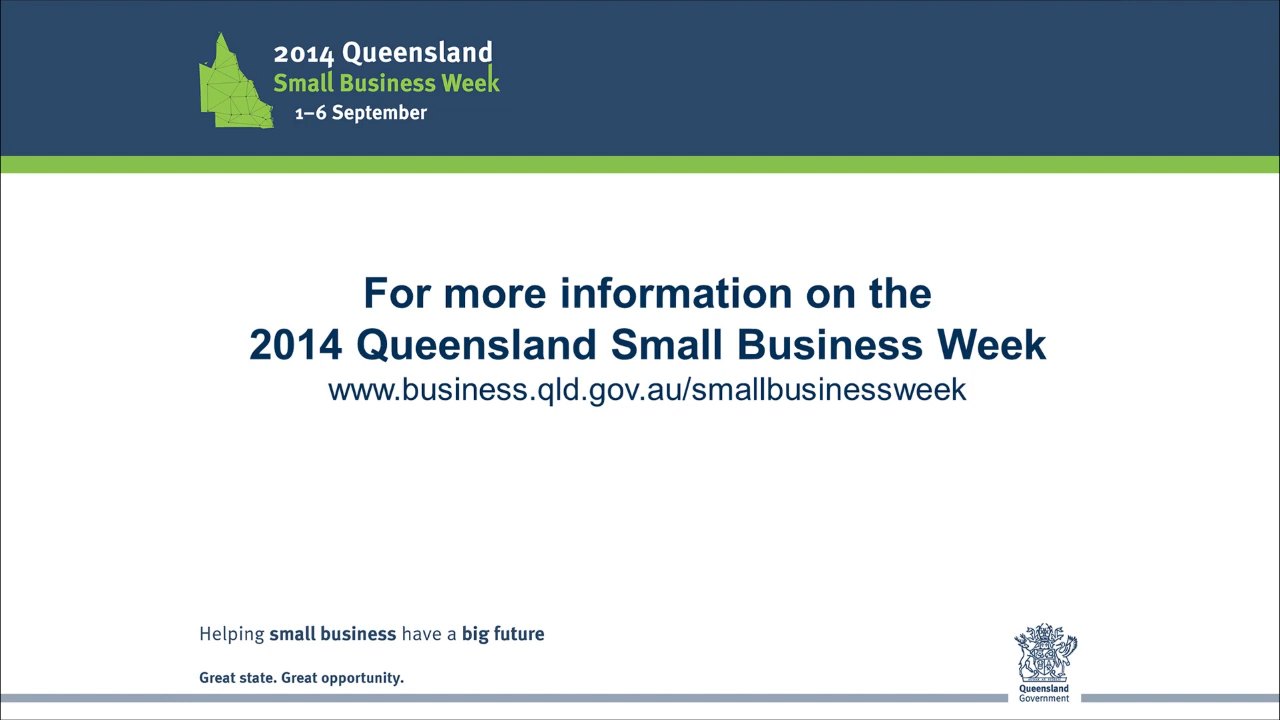 2014 Queensland
Small Business Week
1–6 September
For more information on the
2014 Queensland Small Business Week
www.business.qld.gov.au/smallbusinessweek
Helping small business have a big future
Great state. Great opportunity.
Queensland
Government